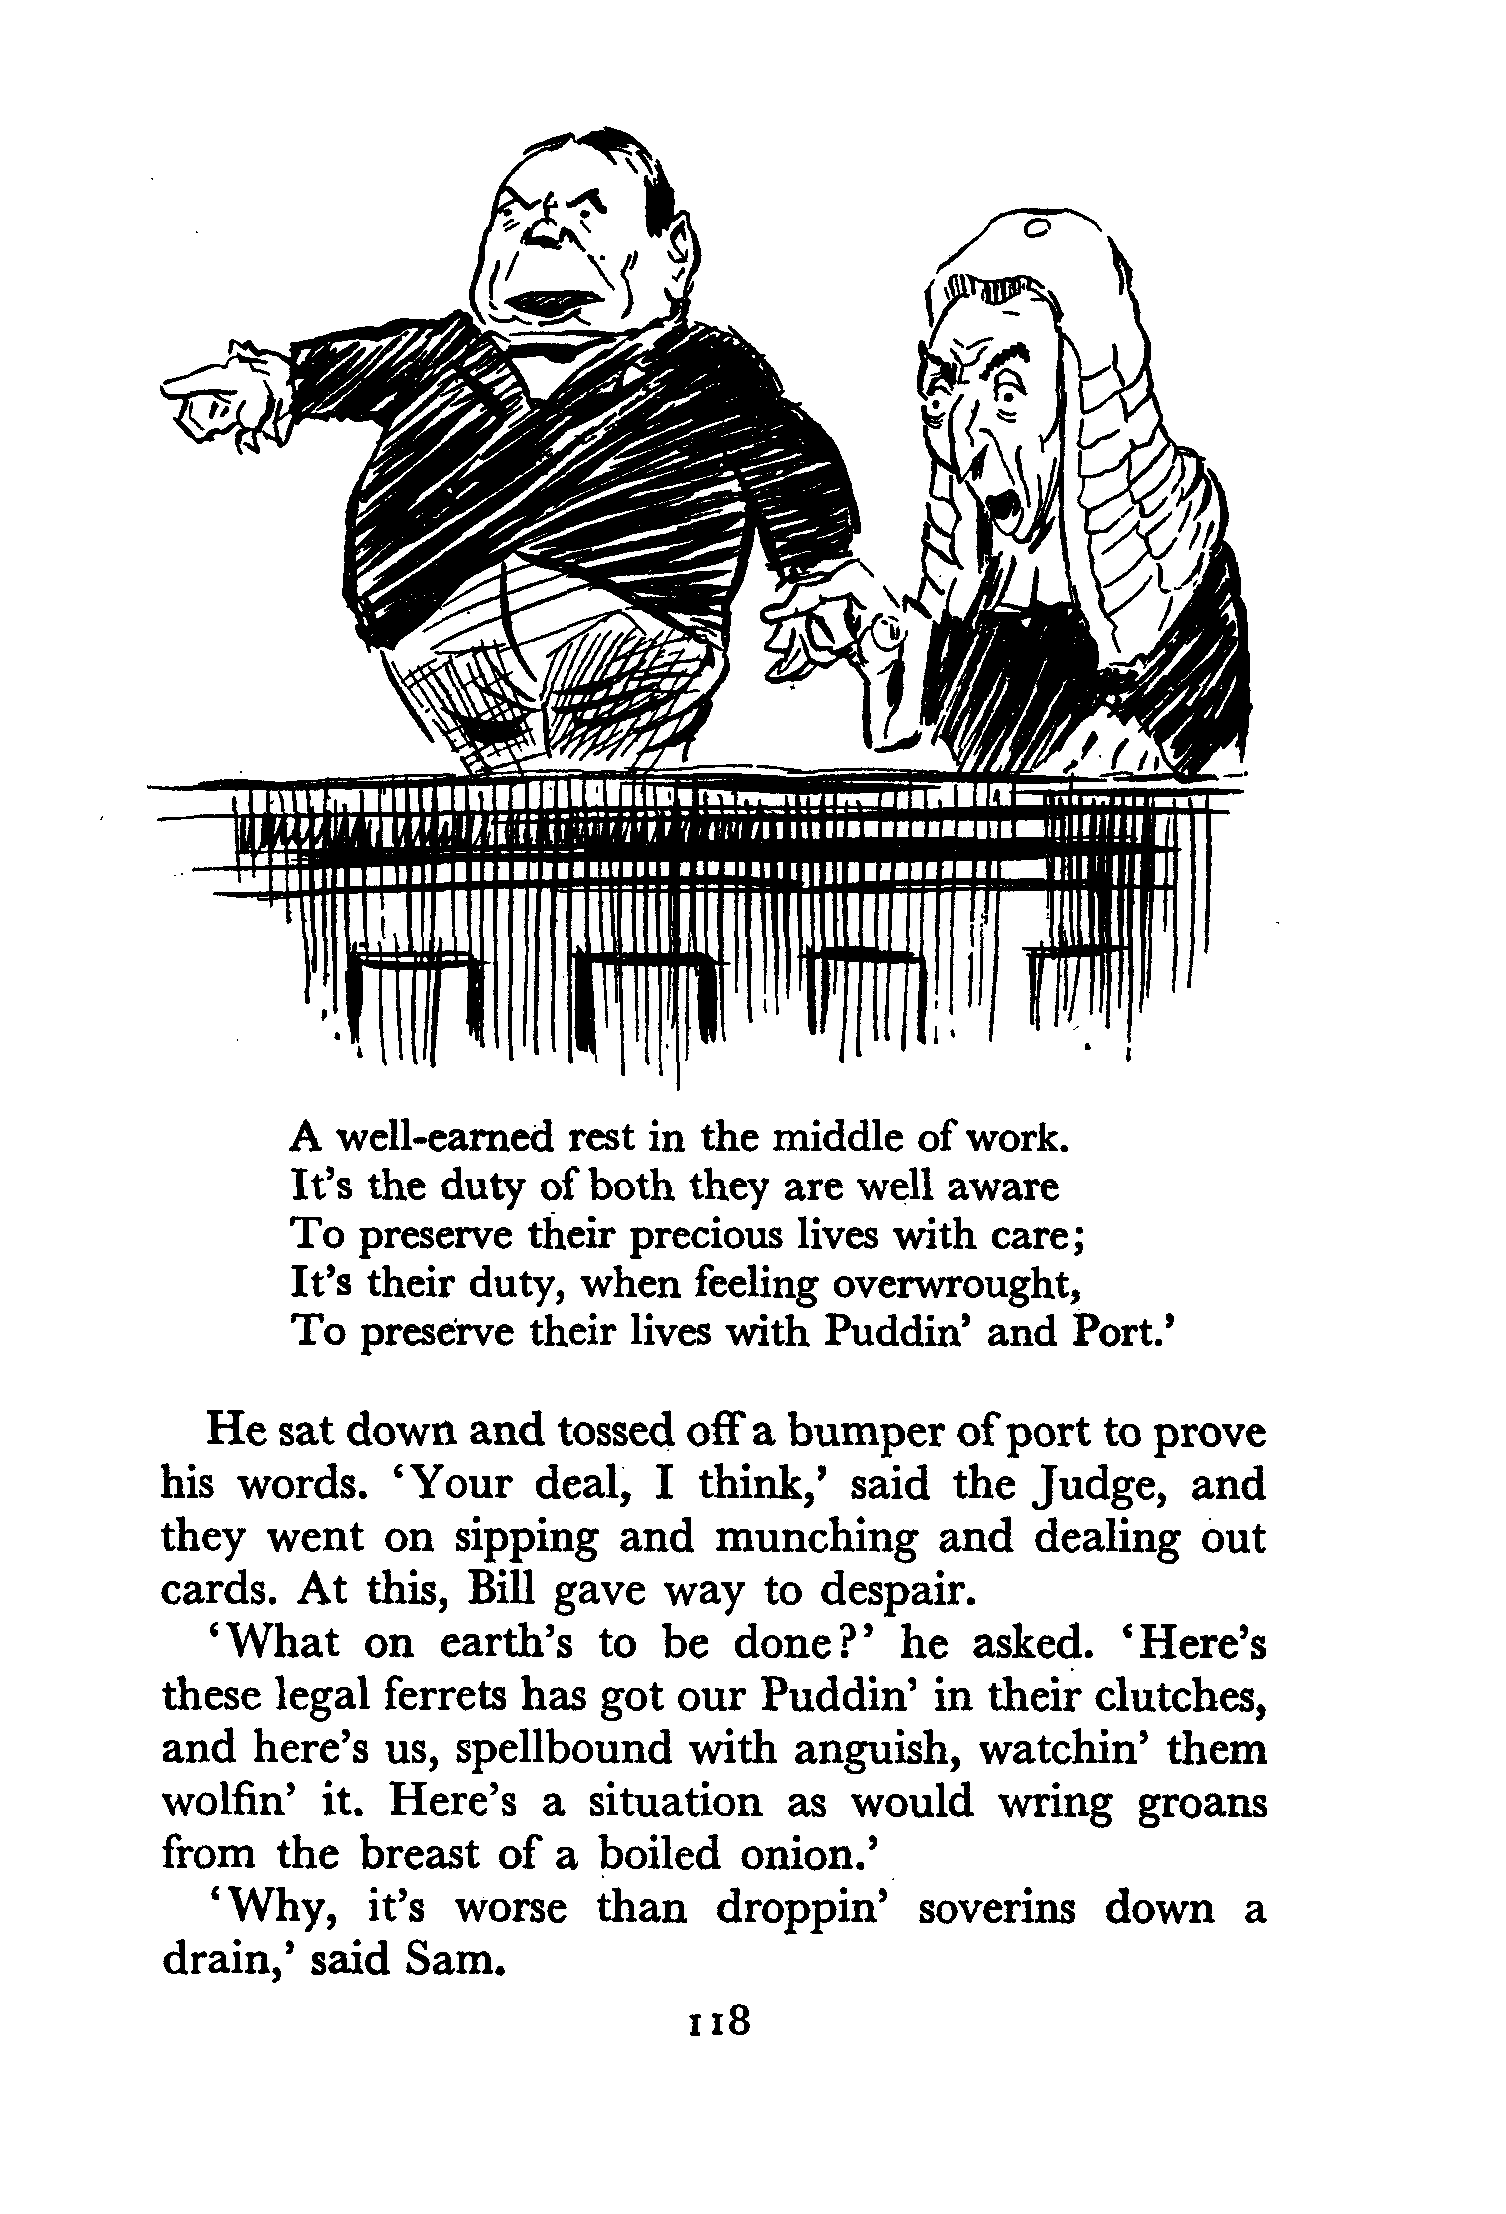 A well-earned rest in the middle of work.
It's the duty of both they are well aware
To preserve their precious lives with care;
It's their duty, when feeling overwrought,
To preserve their lives with Puddin' and Port.'
He sat down and tossed off a bumper of port to prove
his words. 'Your deal, I think,' said the Judge, and
they went on sipping and munching and dealing out
cards. At this, Bill gave way to despair.
'What on earth's to be done?' he asked. 'Here's
these legal ferrets has got our Puddin' in their clutches,
and here's us, spellbound with anguish, watchin' them
wolfin' it. Here's a situation as would wring groans
from the breast of a boiled onion.'
'Why, it's worse than droppin' soverins down a
drain,' said Sam.
118